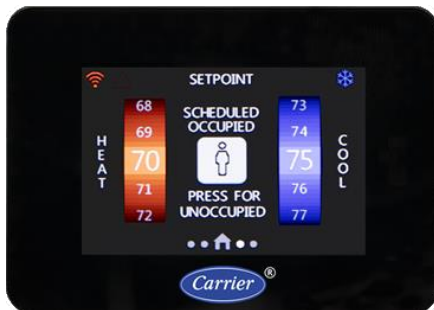 SETPOINT
SCHEDULED
OCCUPIED
PRESS FOR
UNOCCUPIED
HEAT
68
69
70
71
72
73
74
75
76
77
COOL
Carrier®